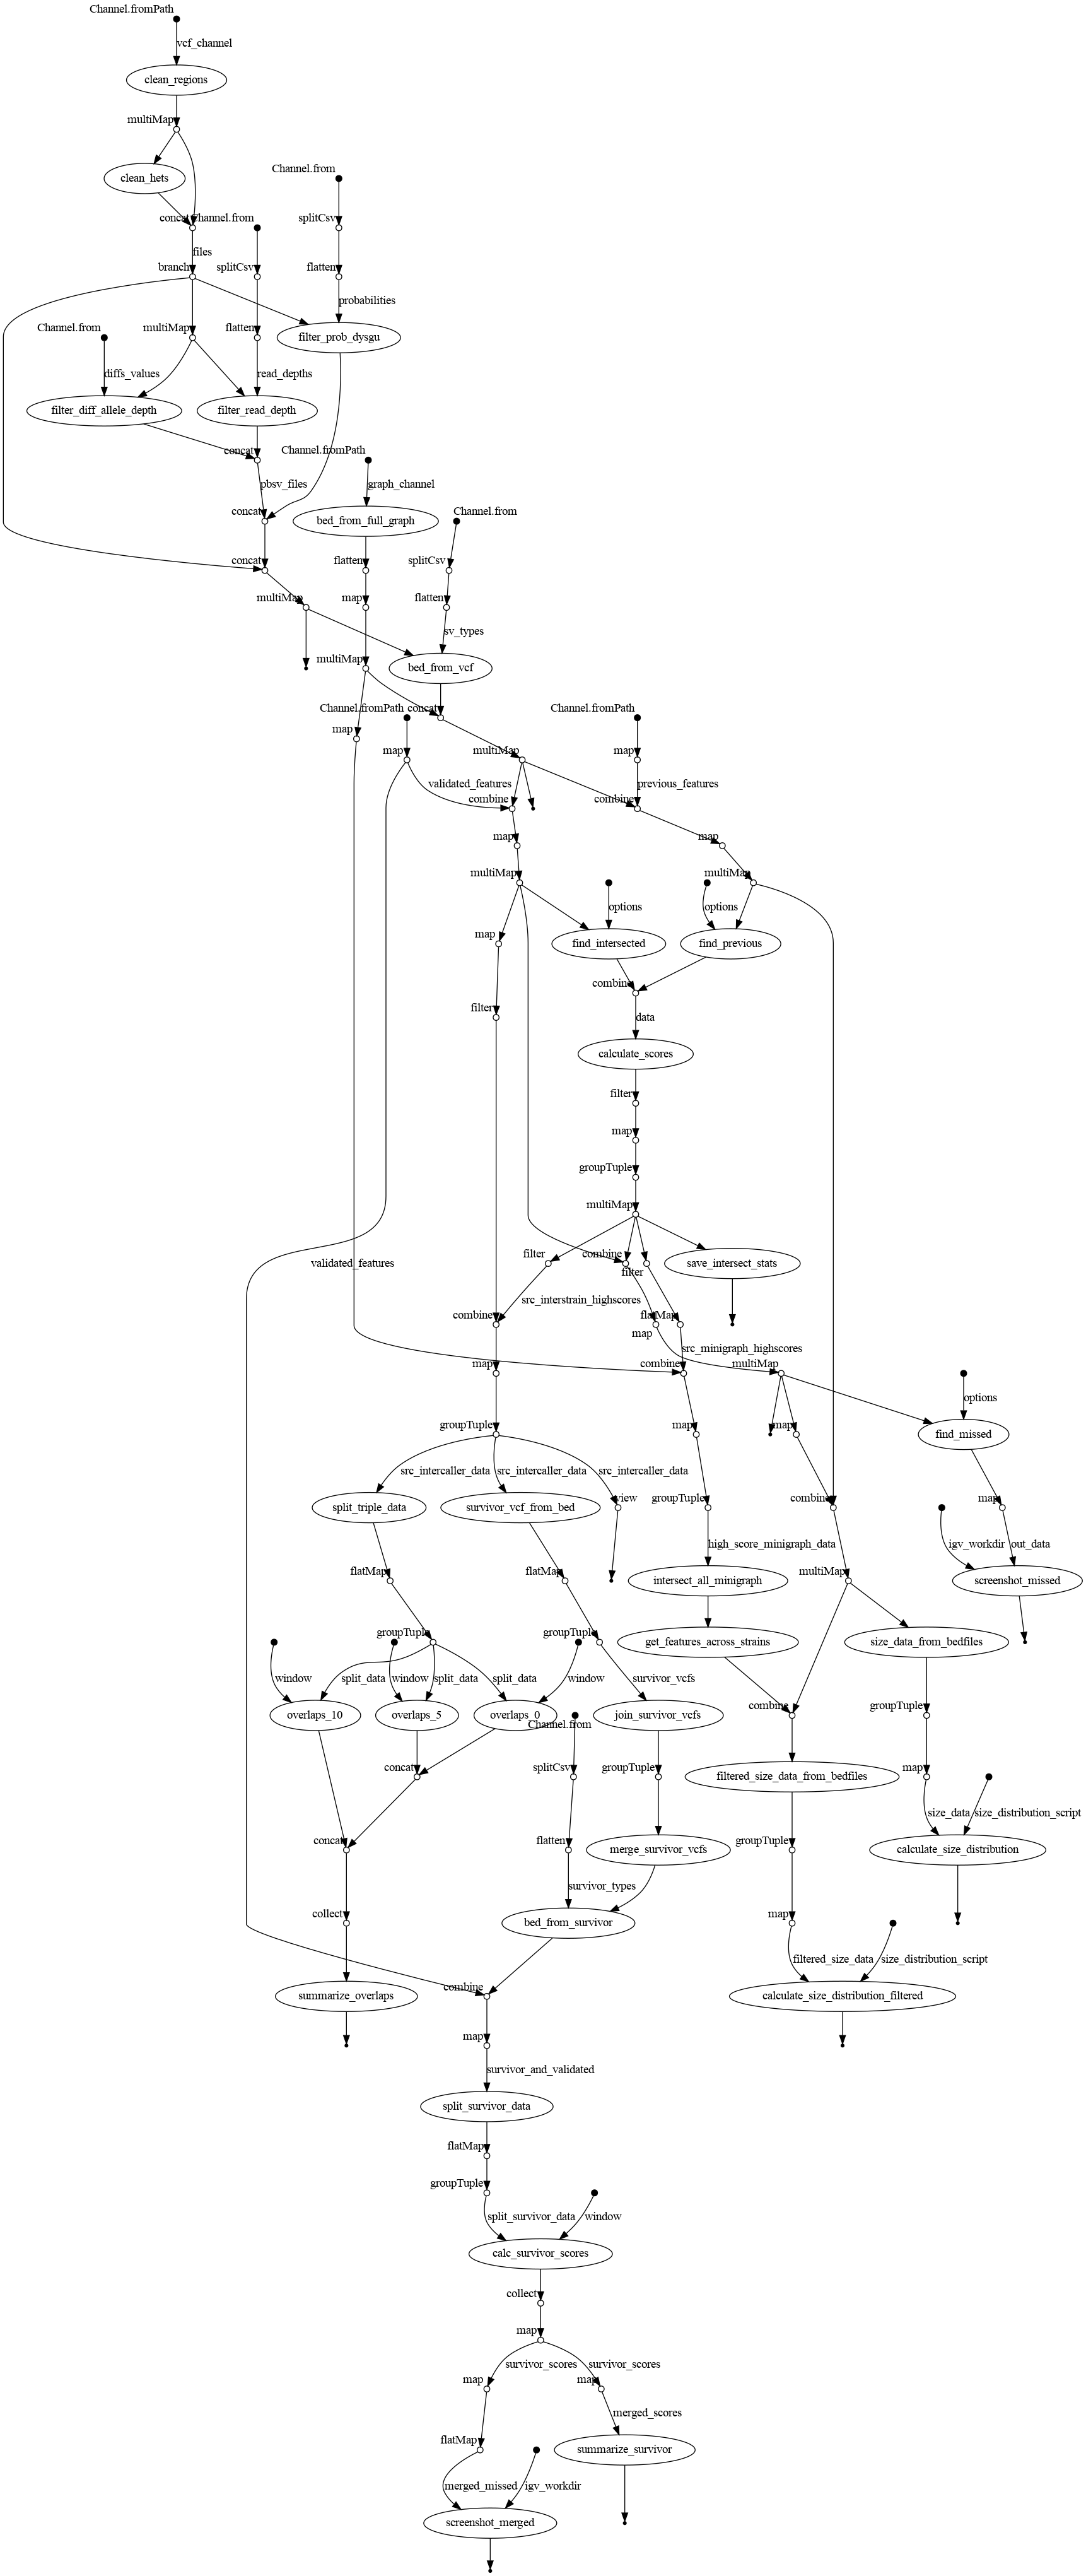 Channel.fromPath
vcf_channel
clean_regions
multiMap
Channel.from
clean_hets
concat
Channel.from
splitCsv
files
branch
splitCsv
flatten
probabilities
Channel.from
multiMap
flatten
filter_prob_dysgu
diffs_values
read_depths
filter_diff_allele_depth
filter_read_depth
concat
Channel.fromPath
pbsv_files
graph_channel
concat
bed_from_full_graph
Channel.from
concat
flatten
splitCsv
multiMap
map
flatten
sv_types
multiMap
bed_from_vcf
Channel.fromPath
concat
Channel.fromPath
map
map
multiMap
map
validated_features
previous_features
combine
combine
map
map
multiMap
multiMap
options
options
map
find_intersected
find_previous
combine
filter
data
calculate_scores
filter
map
groupTuple
multiMap
filter
combine
filter
save_intersect_stats
validated_features
src_interstrain_highscores
combine
flatMap
map
src_minigraph_highscores
map
combine
multiMap
options
groupTuple
map
map
find_missed
src_intercaller_data
src_intercaller_data
src_intercaller_data
split_triple_data
survivor_vcf_from_bed
view
groupTuple
combine
map
high_score_minigraph_data
igv_workdir
out_data
flatMap
flatMap
intersect_all_minigraph
multiMap
screenshot_missed
groupTuple
groupTuple
get_features_across_strains
size_data_from_bedfiles
window
split_data
window
split_data
split_data
window
survivor_vcfs
overlaps_10
overlaps_5
overlaps_0
Channel.from
join_survivor_vcfs
combine
groupTuple
concat
splitCsv
groupTuple
filtered_size_data_from_bedfiles
map
size_data
size_distribution_script
concat
flatten
merge_survivor_vcfs
groupTuple
calculate_size_distribution
survivor_types
collect
bed_from_survivor
map
filtered_size_data
size_distribution_script
combine
summarize_overlaps
calculate_size_distribution_filtered
map
survivor_and_validated
split_survivor_data
flatMap
groupTuple
split_survivor_data
window
calc_survivor_scores
collect
map
survivor_scores
survivor_scores
map
map
merged_scores
flatMap
summarize_survivor
merged_missed
igv_workdir
screenshot_merged